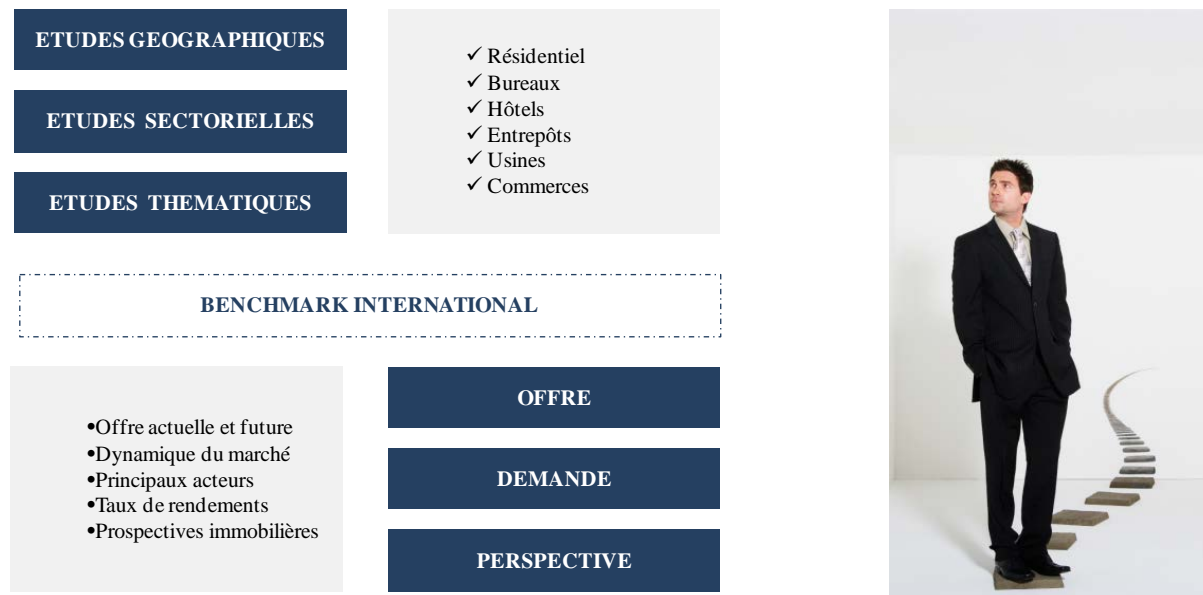 ETUDES GEOGRAPHIQUES
ETUDES SECTORIELLES
ETUDES THEMATIQUES
✓ Résidentiel
✓ Bureaux
✓ Hôtels
✓ Entrepôts
✓ Usines
✓ Commerces
BENCHMARK INTERNATIONAL
•Offre actuelle et future
•Dynamique du marché
•Principaux acteurs
•Taux de rendements
•Prospectives immobilières
OFFRE
DEMANDE
PERSPECTIVE